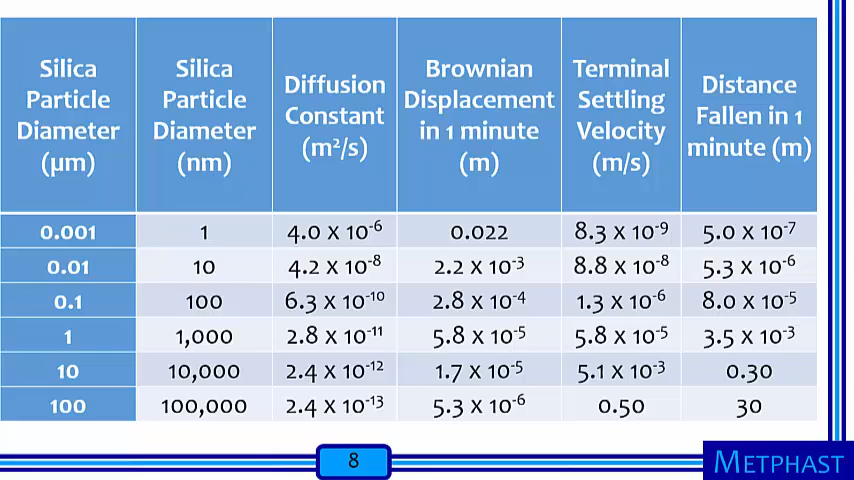 Silica Particle Diameter (µm) | Silica Particle Diameter (nm) | Diffusion Constant (m²/s) | Brownian Displacement in 1 minute (m) | Terminal Settling Velocity (m/s) | Distance Fallen in 1 minute (m)
0.001 | 1 | 4.0 x 10⁻⁶ | 0.022 | 8.3 x 10⁻⁹ | 5.0 x 10⁻⁷
0.01 | 10 | 4.2 x 10⁻⁸ | 2.2 x 10⁻³ | 8.8 x 10⁻⁸ | 5.3 x 10⁻⁶
0.1 | 100 | 6.3 x 10⁻¹⁰ | 2.8 x 10⁻⁴ | 1.3 x 10⁻⁶ | 8.0 x 10⁻⁵
1 | 1,000 | 2.8 x 10⁻¹¹ | 5.8 x 10⁻⁵ | 5.8 x 10⁻⁵ | 3.5 x 10⁻³
10 | 10,000 | 2.4 x 10⁻¹² | 1.7 x 10⁻⁵ | 5.1 x 10⁻³ | 0.30
100 | 100,000 | 2.4 x 10⁻¹³ | 5.3 x 10⁻⁶ | 0.50 | 30
8
METPHAST